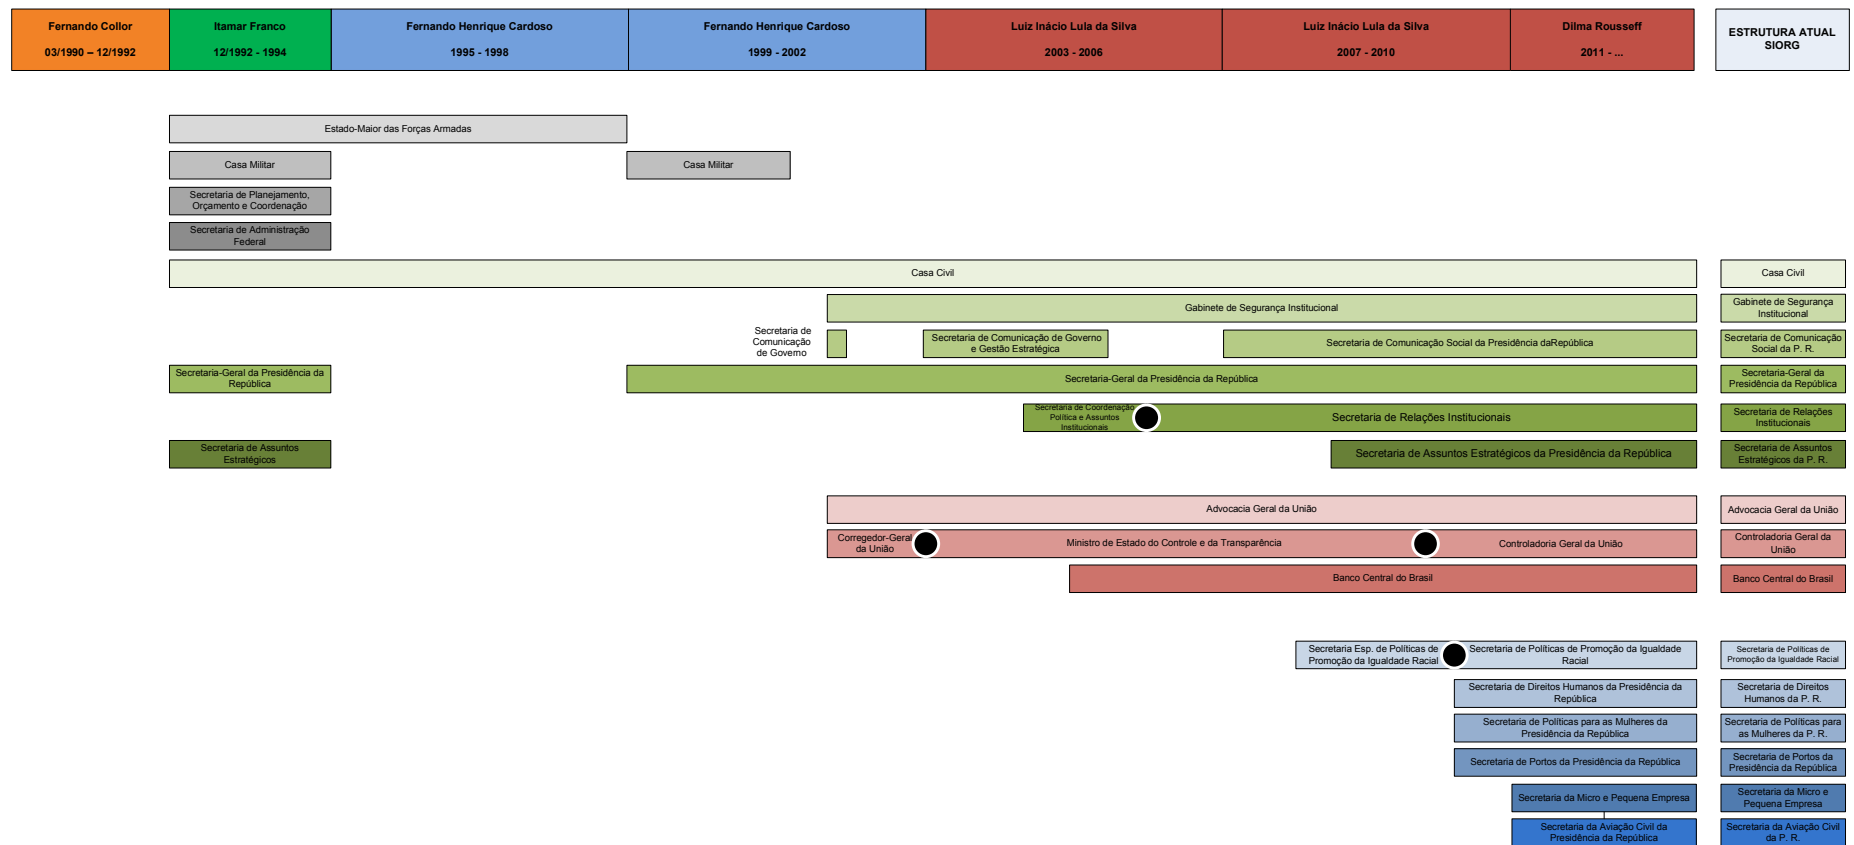 Fernando Collor
03/1990 – 12/1992
Itamar Franco
12/1992 - 1994
Fernando Henrique Cardoso
1995 - 1998
Fernando Henrique Cardoso
1999 - 2002
Luiz Inácio Lula da Silva
2003 - 2006
Luiz Inácio Lula da Silva
2007 - 2010
Dilma Rousseff
2011 - ...
ESTRUTURA ATUAL
SIORG
Estado-Maior das Forças Armadas
Casa Militar
Casa Militar
Secretaria de Planejamento,
Orçamento e Coordenação
Secretaria de Administração
Federal
Casa Civil
Casa Civil
Gabinete de Segurança Institucional
Gabinete de Segurança
Institucional
Secretaria de
Comunicação
de Governo
Secretaria de Comunicação de Governo
e Gestão Estratégica
Secretaria de Comunicação Social da Presidência daRepública
Secretaria de Comunicação
Social da P. R.
Secretaria-Geral da Presidência da
República
Secretaria-Geral da Presidência da República
Secretaria-Geral da
Presidência da República
Secretaria de Coordenação
Política e Assuntos
Institucionais
Secretaria de Relações Institucionais
Secretaria de Relações
Institucionais
Secretaria de Assuntos
Estratégicos
Secretaria de Assuntos Estratégicos da Presidência da República
Secretaria de Assuntos
Estratégicos da P. R.
Advocacia Geral da União
Advocacia Geral da União
Corregedor-Geral
da União
Ministro de Estado do Controle e da Transparência
Controladoria Geral da União
Controladoria Geral da
União
Banco Central do Brasil
Banco Central do Brasil
Secretaria Esp. de Políticas de
Promoção da Igualdade Racial
Secretaria de Políticas de Promoção da Igualdade
Racial
Secretaria de Políticas de
Promoção da Igualdade Racial
Secretaria de Direitos Humanos da Presidência da
República
Secretaria de Direitos
Humanos da P. R.
Secretaria de Políticas para as Mulheres da
Presidência da República
Secretaria de Políticas para
as Mulheres da P. R.
Secretaria de Portos da Presidência da República
Secretaria de Portos da
Presidência da República
Secretaria da Micro e Pequena Empresa
Secretaria da Micro e
Pequena Empresa
Secretaria da Aviação Civil da
Presidência da República
Secretaria da Aviação Civil
da P. R.